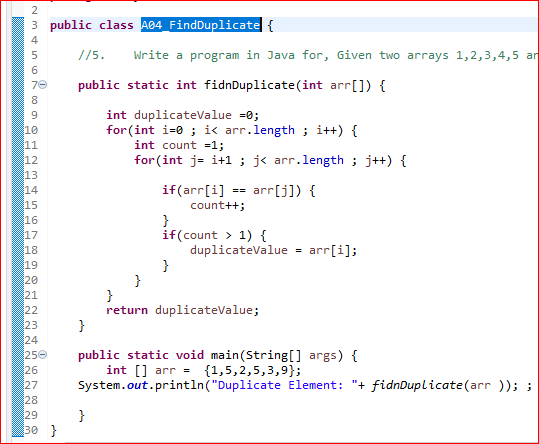 2
3 public class A04_FindDuplicate {
4
5 //5. Write a program in Java for, Given two arrays 1,2,3,4,5 an
6
7 public static int fidnDuplicate(int arr[]) {
8
9 int duplicateValue =0;
10 for(int i=0 ; i< arr.length ; i++) {
11 int count =1;
12 for(int j= i+1 ; j< arr.length ; j++) {
13
14 if(arr[i] == arr[j]) {
15 count++;
16 }
17 if(count > 1) {
18 duplicateValue = arr[i];
19 }
20 }
21 }
22 return duplicateValue;
23 }
24
25 public static void main(String[] args) {
26 int [] arr = {1,5,2,5,3,9};
27 System.out.println("Duplicate Element: "+ fidnDuplicate(arr )); ;
28
29 }
30 }